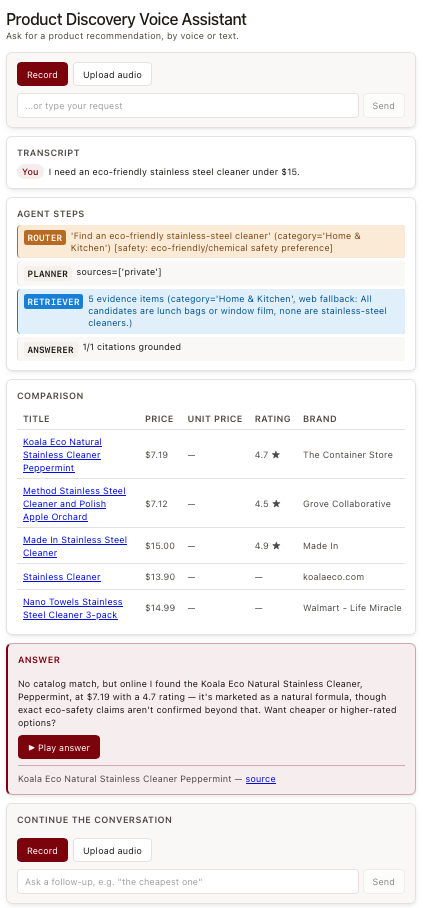 Product Discovery Voice Assistant
Ask for a product recommendation, by voice or text.
Record Upload audio
...or type your request Send
TRANSCRIPT
You I need an eco-friendly stainless steel cleaner under $15.
AGENT STEPS
ROUTER 'Find an eco-friendly stainless-steel cleaner' (category='Home &
Kitchen') [safety: eco-friendly/chemical safety preference]
PLANNER sources=['private']
RETRIEVER 5 evidence items (category='Home & Kitchen', web fallback: All
candidates are lunch bags or window film, none are stainless-steel
cleaners.)
ANSWERER 1/1 citations grounded
COMPARISON
TITLE PRICE UNIT PRICE RATING BRAND
Koala Eco Natural
Stainless Cleaner
Peppermint
$7.19 — 4.7 ★ The Container Store
Method Stainless Steel
Cleaner and Polish
Apple Orchard
$7.12 — 4.5 ★ Grove Collaborative
Made In Stainless Steel
Cleaner
$15.00 — 4.9 ★ Made In
Stainless Cleaner $13.90 — — koalaeco.com
Nano Towels Stainless
Steel Cleaner 3-pack
$14.99 — — Walmart - Life Miracle
ANSWER
No catalog match, but online I found the Koala Eco Natural Stainless Cleaner,
Peppermint, at $7.19 with a 4.7 rating — it's marketed as a natural formula, though
exact eco-safety claims aren't confirmed beyond that. Want cheaper or higher-rated
options?
► Play answer
Koala Eco Natural Stainless Cleaner Peppermint — source
CONTINUE THE CONVERSATION
Record Upload audio
Ask a follow-up, e.g. "the cheapest one" Send